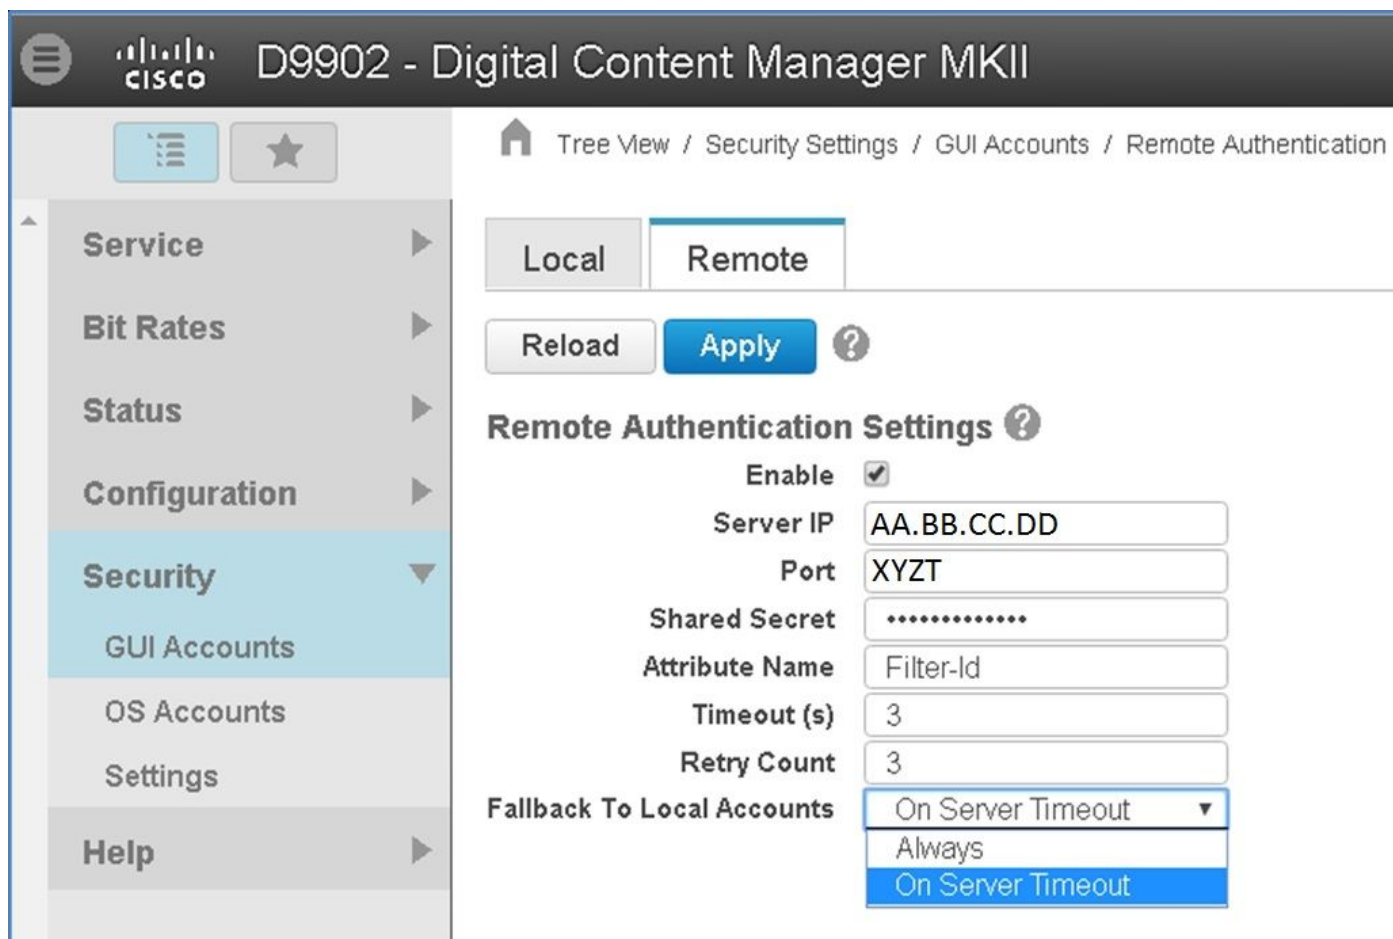 CISCO
D9902 - Digital Content Manager MKII
Tree View / Security Settings / GUI Accounts / Remote Authentication
Service
Bit Rates
Status
Configuration
Security
GUI Accounts
OS Accounts
Settings
Help
Local Remote
Reload Apply ?
Remote Authentication Settings ?
Enable
Server IP AA.BB.CC.DD
Port XYZT
Shared Secret •••••••••••••
Attribute Name Filter-Id
Timeout (s) 3
Retry Count 3
Fallback To Local Accounts On Server Timeout
Always
On Server Timeout